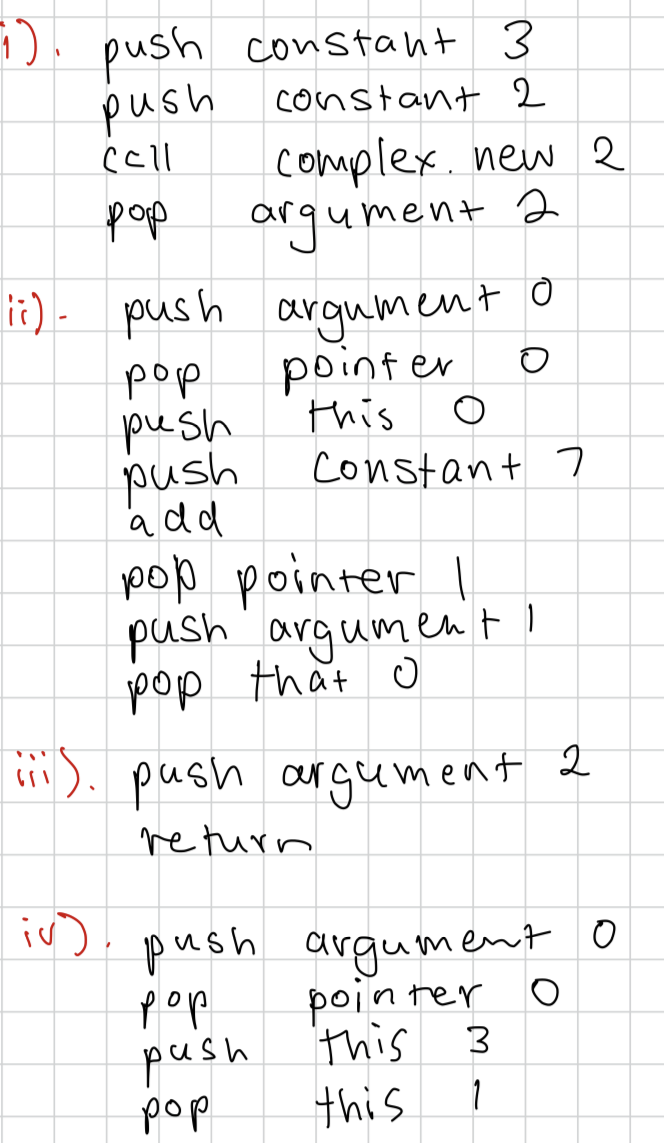 i). push constant 3
push constant 2
call complex.new 2
pop argument 2
ii)- push argument 0
pop pointer 0
push this 0
push constant 7
add
pop pointer 1
push argument 1
pop that 0
iii). push argument 2
return
iv). push argument 0
pop pointer 0
push this 3
pop this 1